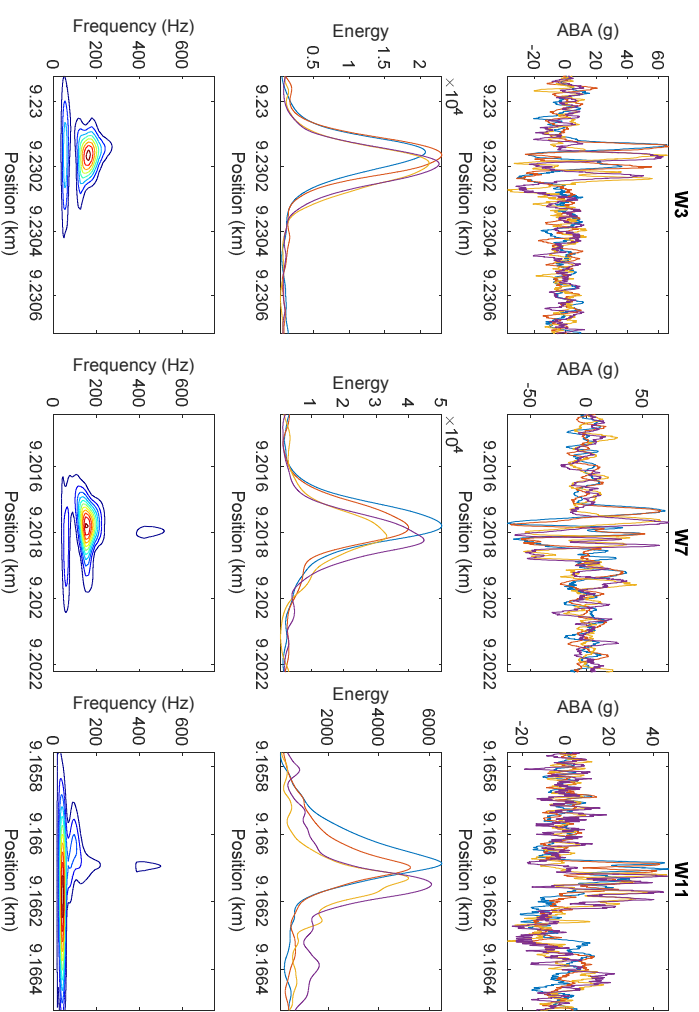 W3
ABA (g)
-20 0 20 40 60
9.23 9.2302 9.2304 9.2306
Position (km)
W7
ABA (g)
-50 0 50
9.2016 9.2018 9.202 9.2022
Position (km)
W11
ABA (g)
-20 0 20 40
9.1658 9.166 9.1662 9.1664
Position (km)
×10⁴
Energy
0.5 1 1.5 2
9.23 9.2302 9.2304 9.2306
Position (km)
×10⁴
Energy
1 2 3 4 5
9.2016 9.2018 9.202 9.2022
Position (km)
Energy
2000 4000 6000
9.1658 9.166 9.1662 9.1664
Position (km)
Frequency (Hz)
0 200 400 600
9.23 9.2302 9.2304 9.2306
Position (km)
Frequency (Hz)
0 200 400 600
9.2016 9.2018 9.202 9.2022
Position (km)
Frequency (Hz)
0 200 400 600
9.1658 9.166 9.1662 9.1664
Position (km)